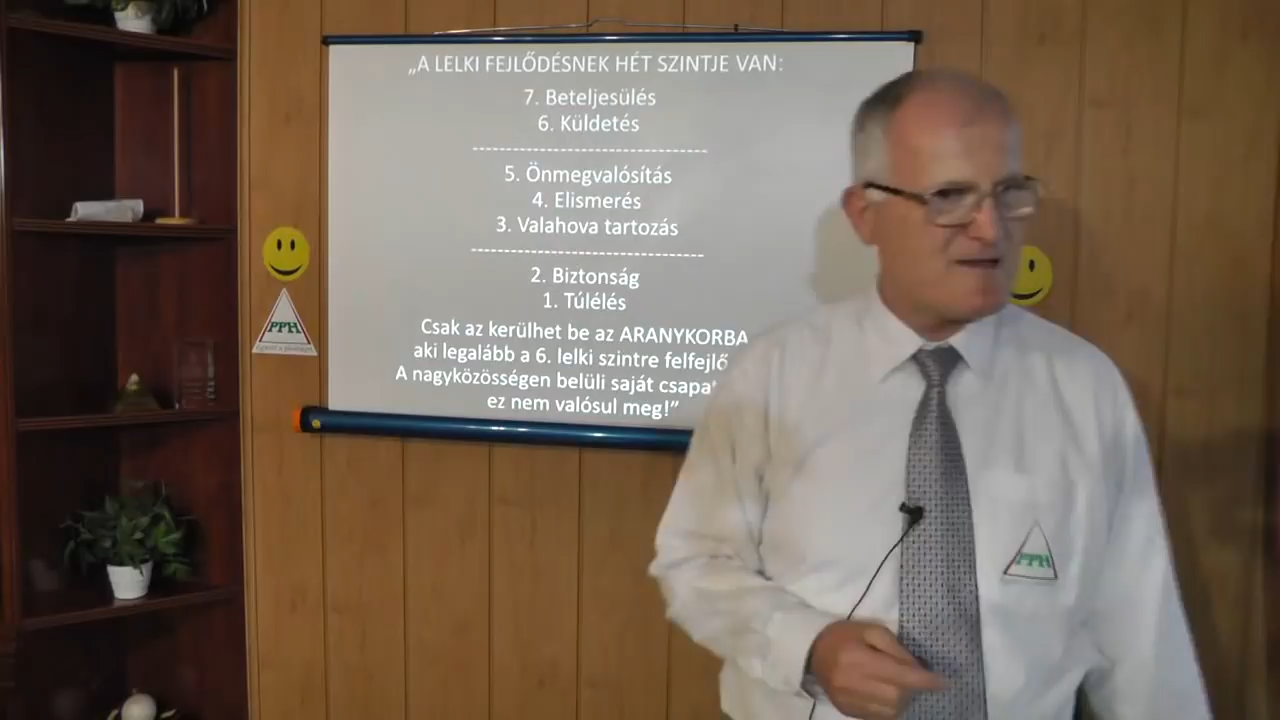 „A LELKI FEJLŐDÉSNEK HÉT SZINTJE VAN:
7. Beteljesülés
6. Küldetés
5. Önmegvalósítás
4. Elismerés
3. Valahova tartozás
2. Biztonság
1. Túlélés
Csak az kerülhet be az ARANYKORBA
aki legalább a 6. lelki szintre
A nagyközösségen belüli saját
ez nem valósul meg!”
PPH
PPH